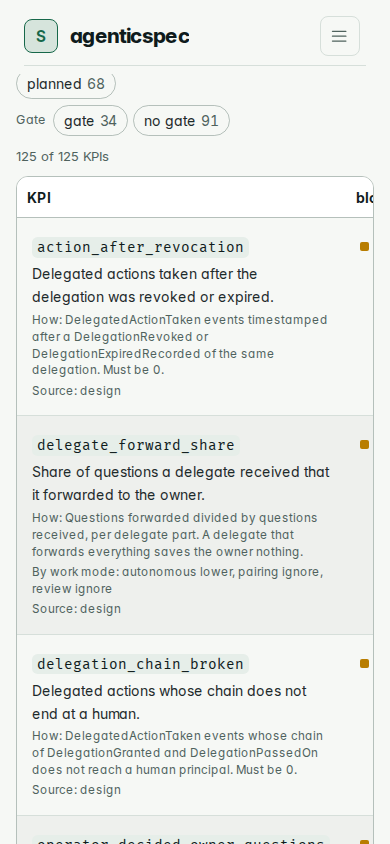 S agenticspec
planned 68
Gate gate 34 no gate 91
125 of 125 KPIs
KPI
action_after_revocation
Delegated actions taken after the
delegation was revoked or expired.
How: DelegatedActionTaken events timestamped
after a DelegationRevoked or
DelegationExpiredRecorded of the same
delegation. Must be 0.
Source: design
delegate_forward_share
Share of questions a delegate received that
it forwarded to the owner.
How: Questions forwarded divided by questions
received, per delegate part. A delegate that
forwards everything saves the owner nothing.
By work mode: autonomous lower, pairing ignore,
review ignore
Source: design
delegation_chain_broken
Delegated actions whose chain does not
end at a human.
How: DelegatedActionTaken events whose chain
of DelegationGranted and DelegationPassedOn
does not reach a human principal. Must be 0.
Source: design
operator_decided_owner_questions